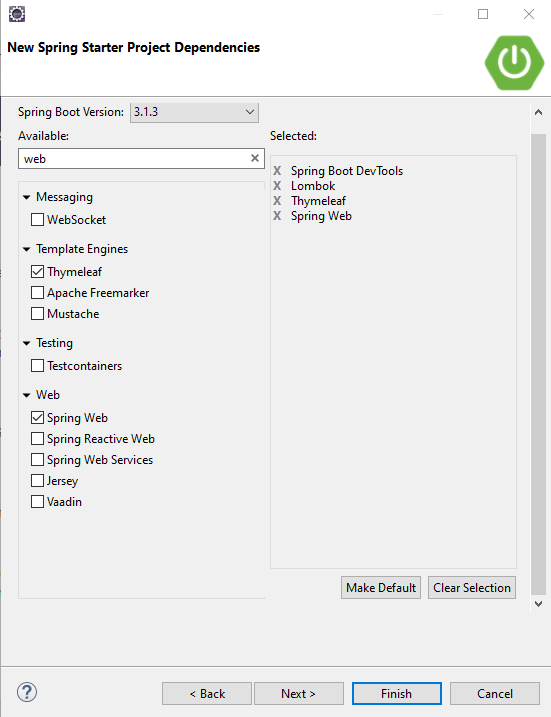 New Spring Starter Project Dependencies
Spring Boot Version: 3.1.3
Available:
web
Messaging
WebSocket
Template Engines
Thymeleaf
Apache Freemarker
Mustache
Testing
Testcontainers
Web
Spring Web
Spring Reactive Web
Spring Web Services
Jersey
Vaadin
Selected:
X Spring Boot DevTools
X Lombok
X Thymeleaf
X Spring Web
Make Default
Clear Selection
?
< Back
Next >
Finish
Cancel